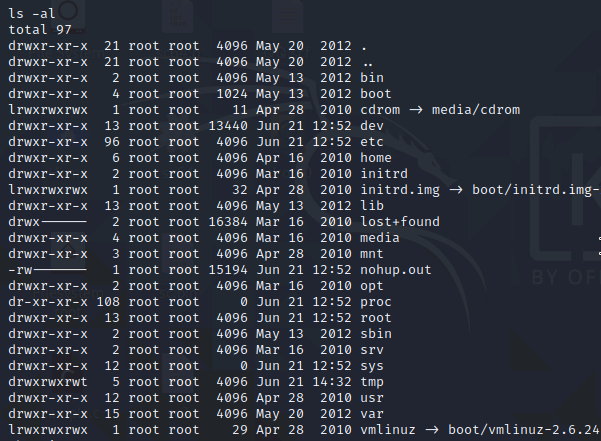 ls -al
total 97
drwxr-xr-x  21 root root  4096 May 20  2012 .
drwxr-xr-x  21 root root  4096 May 20  2012 ..
drwxr-xr-x   2 root root  4096 May 13  2012 bin
drwxr-xr-x   4 root root  1024 May 13  2012 boot
lrwxrwxrwx   1 root root    11 Apr 28  2010 cdrom -> media/cdrom
drwxr-xr-x  13 root root 13440 Jun 21 12:52 dev
drwxr-xr-x  96 root root  4096 Jun 21 12:52 etc
drwxr-xr-x   6 root root  4096 Apr 16  2010 home
drwxr-xr-x   2 root root  4096 Mar 16  2010 initrd
lrwxrwxrwx   1 root root    32 Apr 28  2010 initrd.img -> boot/initrd.img-
drwxr-xr-x  13 root root  4096 May 13  2012 lib
drwx------   2 root root 16384 Mar 16  2010 lost+found
drwxr-xr-x   4 root root  4096 Mar 16  2010 media
drwxr-xr-x   3 root root  4096 Apr 28  2010 mnt
-rw-------   1 root root 15194 Jun 21 12:52 nohup.out
drwxr-xr-x   2 root root  4096 Mar 16  2010 opt
dr-xr-xr-x 108 root root     0 Jun 21 12:52 proc
drwxr-xr-x  13 root root  4096 Jun 21 12:52 root
drwxr-xr-x   2 root root  4096 May 13  2012 sbin
drwxr-xr-x   2 root root  4096 Mar 16  2010 srv
drwxr-xr-x  12 root root     0 Jun 21 12:52 sys
drwxrwxrwt   5 root root  4096 Jun 21 14:32 tmp
drwxr-xr-x  12 root root  4096 Apr 28  2010 usr
drwxr-xr-x  15 root root  4096 May 20  2012 var
lrwxrwxrwx   1 root root    29 Apr 28  2010 vmlinuz -> boot/vmlinuz-2.6.24
BY OF